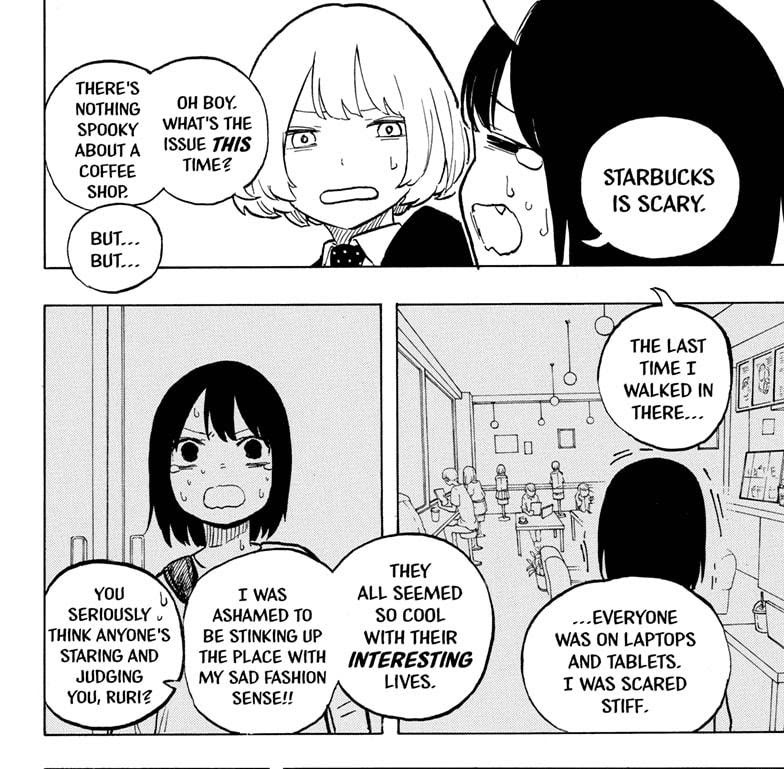 STARBUCKS
IS SCARY.
OH BOY.
WHAT'S THE
ISSUE THIS
TIME?
THERE'S
NOTHING
SPOOKY
ABOUT A
COFFEE
SHOP.
BUT...
BUT...
THE LAST
TIME I
WALKED IN
THERE...
...EVERYONE
WAS ON LAPTOPS
AND TABLETS.
I WAS SCARED
STIFF.
THEY
ALL SEEMED
SO COOL
WITH THEIR
INTERESTING
LIVES.
I WAS
ASHAMED TO
BE STINKING UP
THE PLACE WITH
MY SAD FASHION
SENSE!!
YOU
SERIOUSLY
THINK ANYONE'S
STARING AND
JUDGING
YOU, RURI?